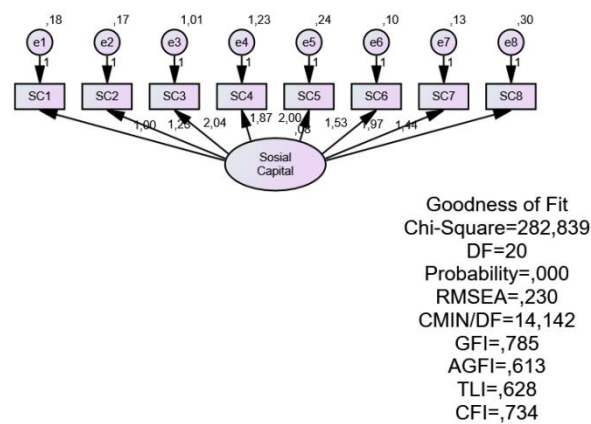 ,18 ,17 1,01 1,23 ,24 ,10 ,13 ,30
e1 e2 e3 e4 e5 e6 e7 e8
1 1 1 1 1 1 1 1
SC1 SC2 SC3 SC4 SC5 SC6 SC7 SC8
1,00 2,04 1,87 2,00 1,53 1,97 1,44
,08
Sosial
Capital
Goodness of Fit
Chi-Square=282,839
DF=20
Probability=,000
RMSEA=,230
CMIN/DF=14,142
GFI=,785
AGFI=,613
TLI=,628
CFI=,734